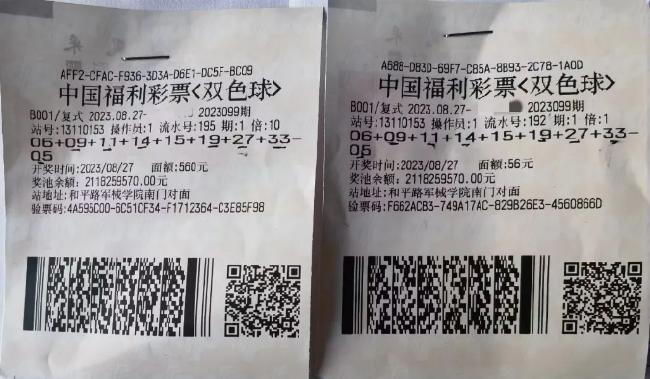 AFF2-CFAC-F936-3D3A-D6E1-DC5F-BC09
中国福利彩票<双色球>
B001/复式 2023.08.27- 2023099期
站号:13110153 操作员:1 流水号:195 期:1 倍:10
06+09+11+14+15+19+27+33-
05
开奖时间:2023/08/27 面额:560元
奖池余额: 2118259570.00元
站地址:和平路军械学院南门对面
验票码:4A595C00-5C51CF34-F1712364-C3E85F98
A688-DB3D-69F7-C85A-8B93-2C78-1A0D
中国福利彩票<双色球>
B001/复式 2023.08.27- 2023099期
站号:13110153 操作员:1 流水号:192 期:1 倍:1
06+09+11+14+15+19+27+33-
05
开奖时间:2023/08/27 面额:56元
奖池余额: 2118259570.00元
站地址:和平路军械学院南门对面
验票码:F662ACB3-749A17AC-829B26E3-4560866D